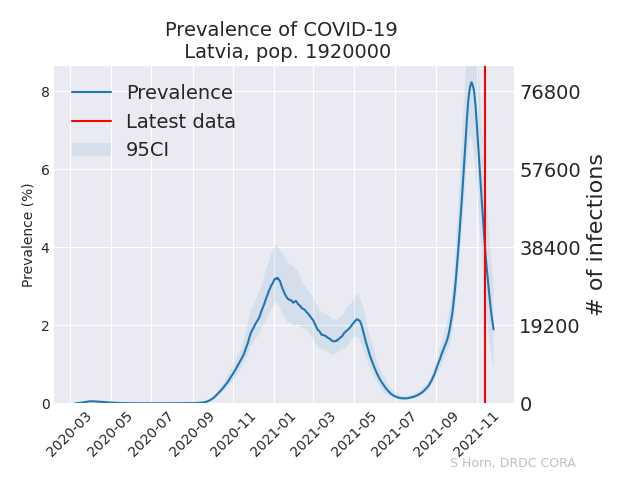 Prevalence of COVID-19
Latvia, pop. 1920000
Prevalence
Latest data
95CI
Prevalence (%)
8
6
4
2
0
76800
57600
38400
19200
0
# of infections
2020-03
2020-05
2020-07
2020-09
2020-11
2021-01
2021-03
2021-05
2021-07
2021-09
2021-11
S Horn, DRDC CORA